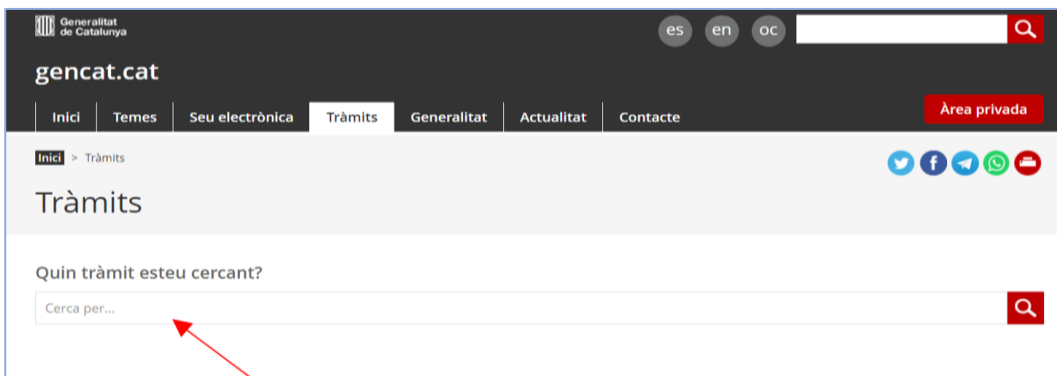 Generalitat
de Catalunya
es en oc
gencat.cat
Inici Temes Seu electrònica Tràmits Generalitat Actualitat Contacte Àrea privada
Inici > Tràmits
Tràmits
Quin tràmit esteu cercant?
Cerca per...